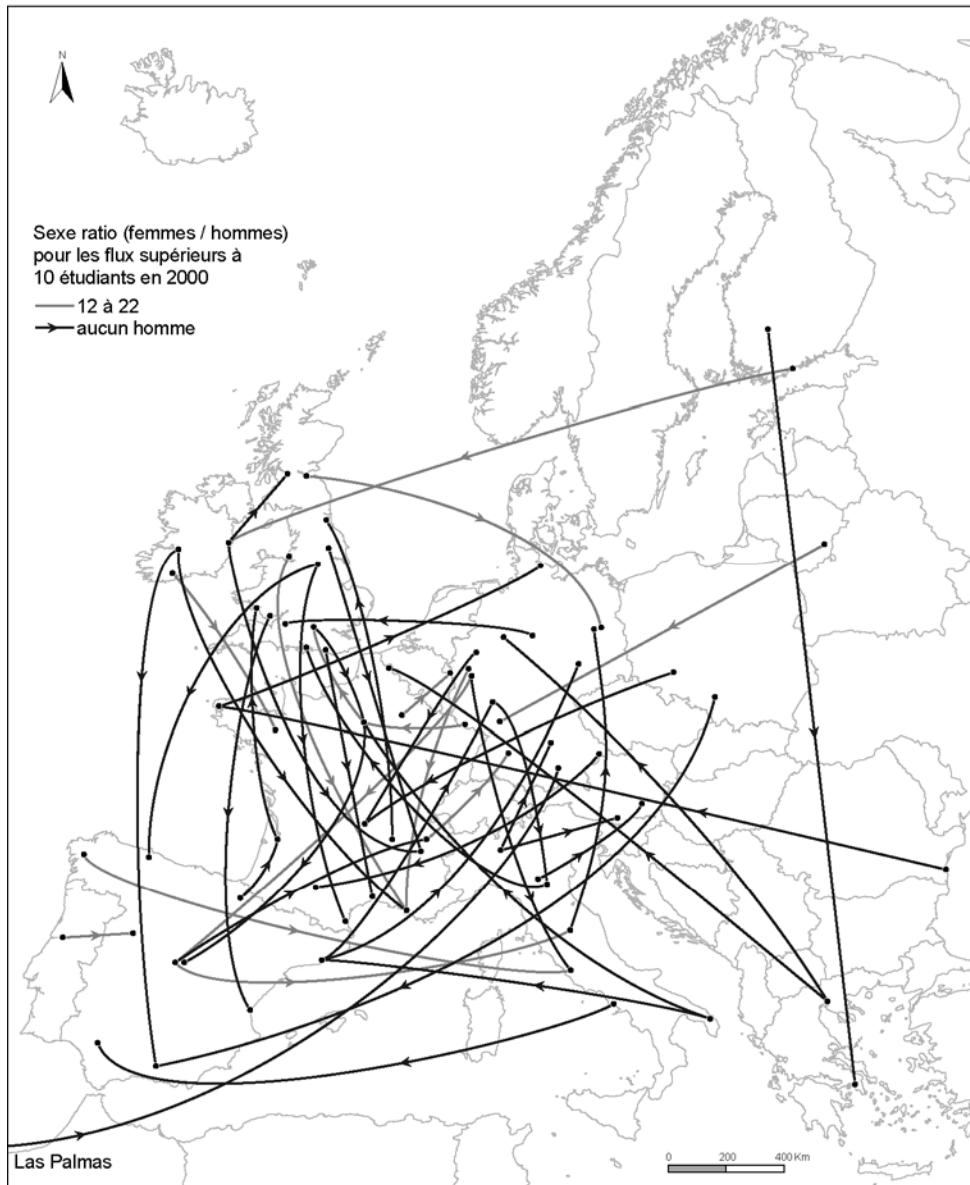 N
Sexe ratio (femmes / hommes)
pour les flux supérieurs à
10 étudiants en 2000
12 à 22
aucun homme
Las Palmas
0 200 400 Km